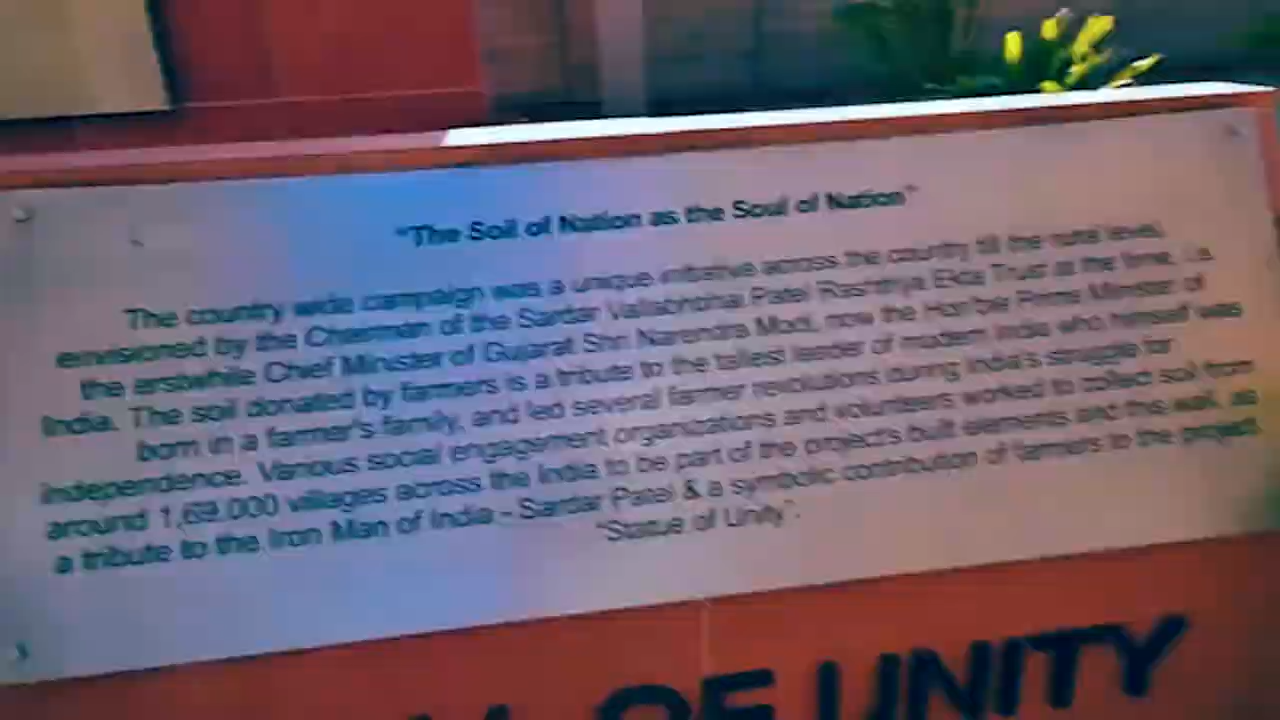 "The Soil of Nation as the Soul of Nation"
The country wide campaign was a unique initiative across the country till the notal level,
envisioned by the Chairman of the Sardar Vallabhbhai Patel Rashtriya Ekta Trust at the time, i.e
the erstwhile Chief Minister of Gujarat Shri Narendra Modi, now the Hon'ble Prime Minister of
India. The soil donated by farmers is a tribute to the tallest leader of modern India who himself was
born in a farmer's family, and led several farmer revolutions during India's struggle for
independence. Various social engagement organizations and volunteers worked to collect soil from
around 1,69,000 villages across the India to be part of the project's built elements and this wall, as
a tribute to the Iron Man of India - Sardar Patel & a symbolic contribution of farmers to the project
"Statue of Unity".
OF UNITY